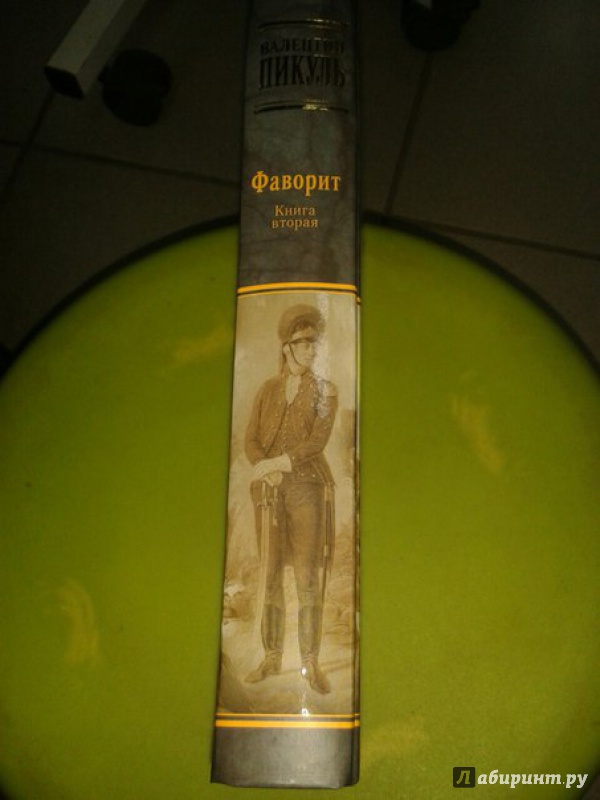 ВАЛЕНТИН
ПИКУЛЬ
Фаворит
Книга
вторая
Лабиринт.ру